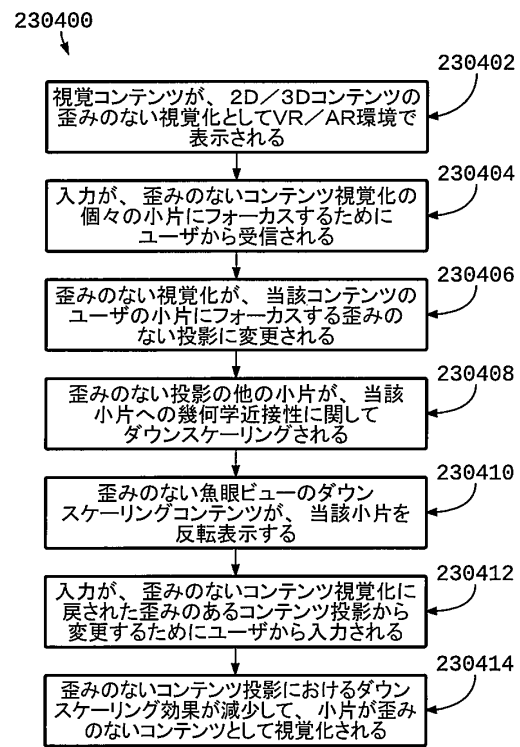 230400
230402
視覚コンテンツが、2D／3Dコンテンツの
歪みのない視覚化としてVR／AR環境で
表示される
230404
入力が、歪みのないコンテンツ視覚化の
個々の小片にフォーカスするために
ユーザから受信される
230406
歪みのない視覚化が、当該コンテンツの
ユーザの小片にフォーカスする歪みの
ない投影に変更される
230408
歪みのない投影の他の小片が、当該
小片への幾何学近接性に関して
ダウンスケーリングされる
230410
歪みのない魚眼ビューのダウン
スケーリングコンテンツが、当該小片を
反転表示する
230412
入力が、歪みのないコンテンツ視覚化に
戻された歪みのあるコンテンツ投影から
変更するためにユーザから入力される
230414
歪みのないコンテンツ投影におけるダウン
スケーリング効果が減少して、小片が歪み
のないコンテンツとして視覚化される